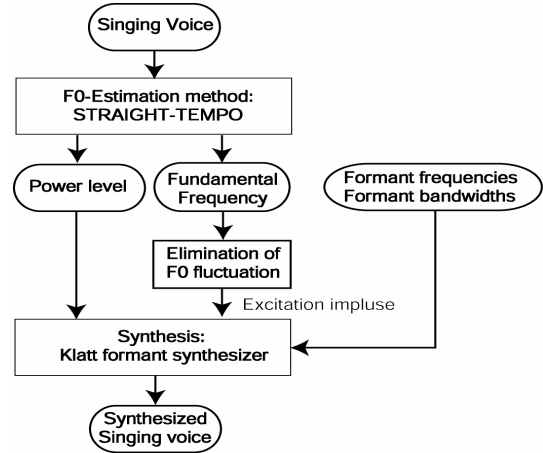 Singing Voice
F0-Estimation method:
STRAIGHT-TEMPO
Power level
Fundamental
Frequency
Formant frequencies
Formant bandwidths
Elimination of
F0 fluctuation
Excitation impluse
Synthesis:
Klatt formant synthesizer
Synthesized
Singing voice